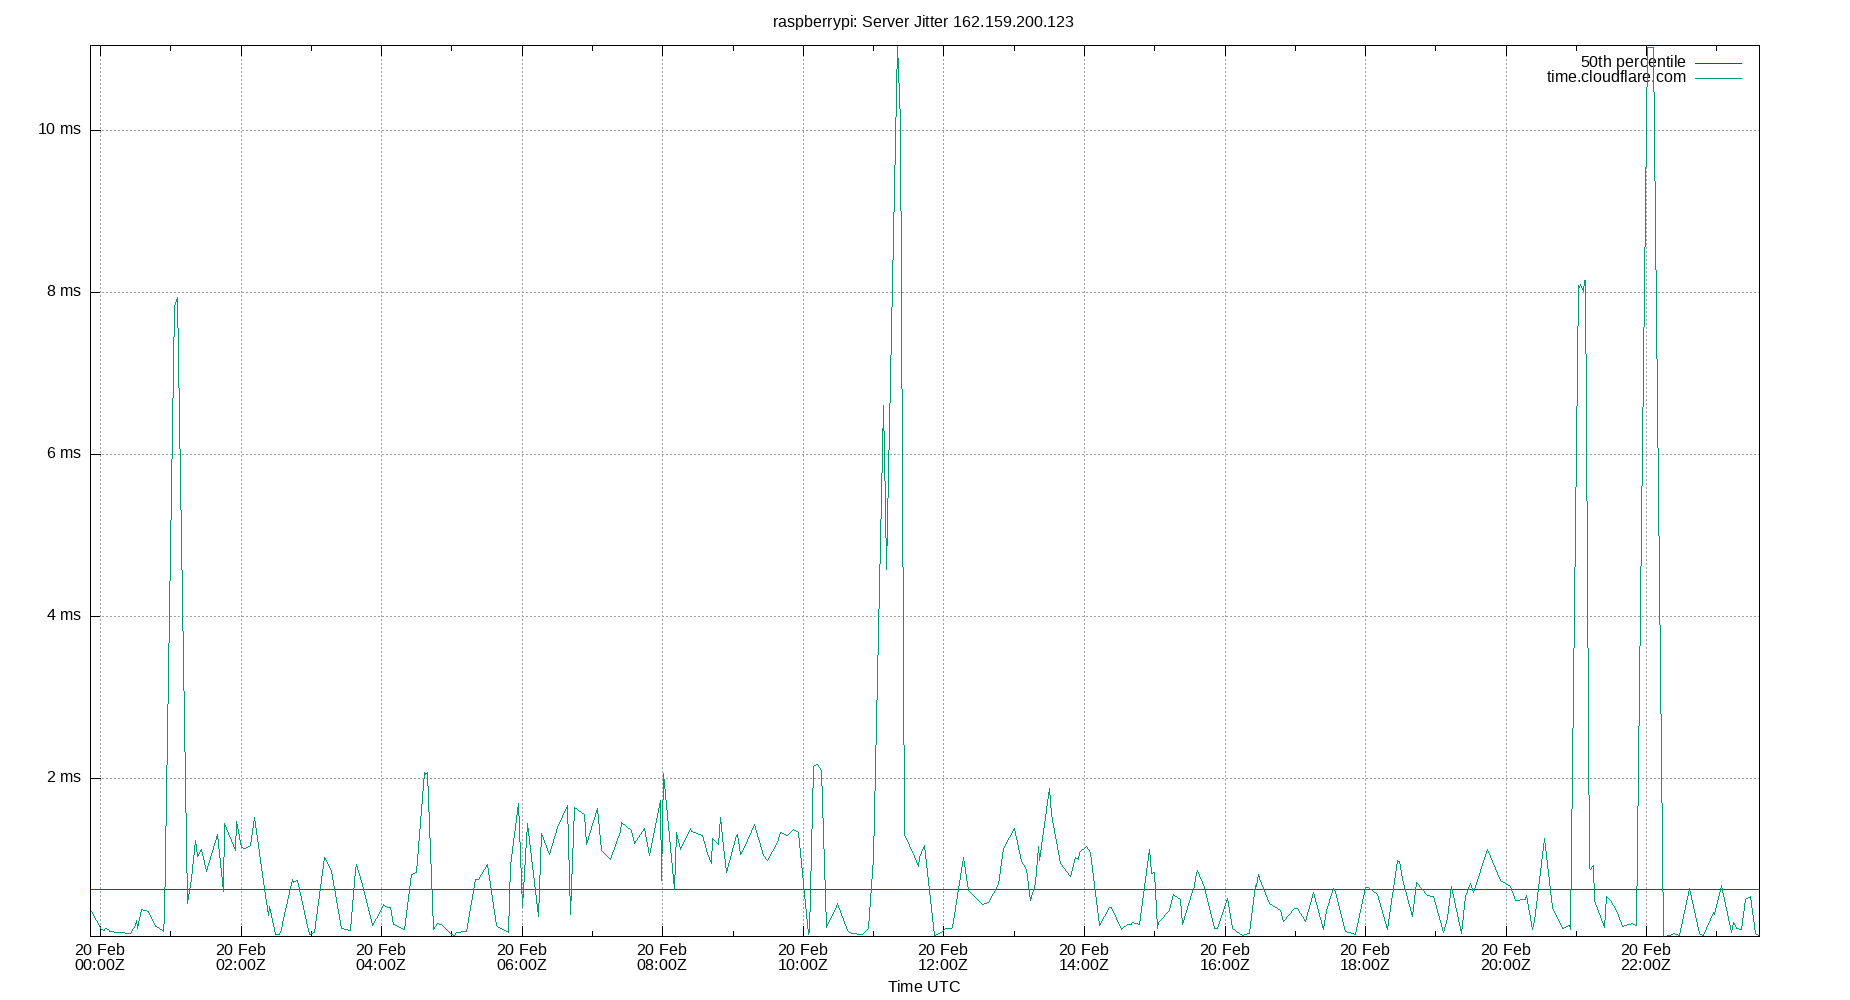 raspberrypi: Server Jitter 162.159.200.123
50th percentile
time.cloudflare.com
10 ms
8 ms
6 ms
4 ms
2 ms
20 Feb 20 Feb 20 Feb 20 Feb 20 Feb 20 Feb 20 Feb 20 Feb 20 Feb 20 Feb 20 Feb 20 Feb
00:00Z 02:00Z 04:00Z 06:00Z 08:00Z 10:00Z 12:00Z 14:00Z 16:00Z 18:00Z 20:00Z 22:00Z
Time UTC